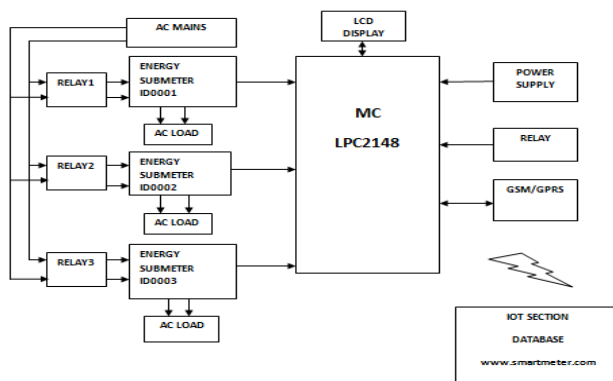 AC MAINS
LCD
DISPLAY
RELAY1
ENERGY
SUBMETER
ID0001
AC LOAD
MC
LPC2148
POWER
SUPPLY
RELAY
GSM/GPRS
RELAY2
ENERGY
SUBMETER
ID0002
AC LOAD
RELAY3
ENERGY
SUBMETER
ID0003
AC LOAD
IOT SECTION
DATABASE
www.smartmeter.com